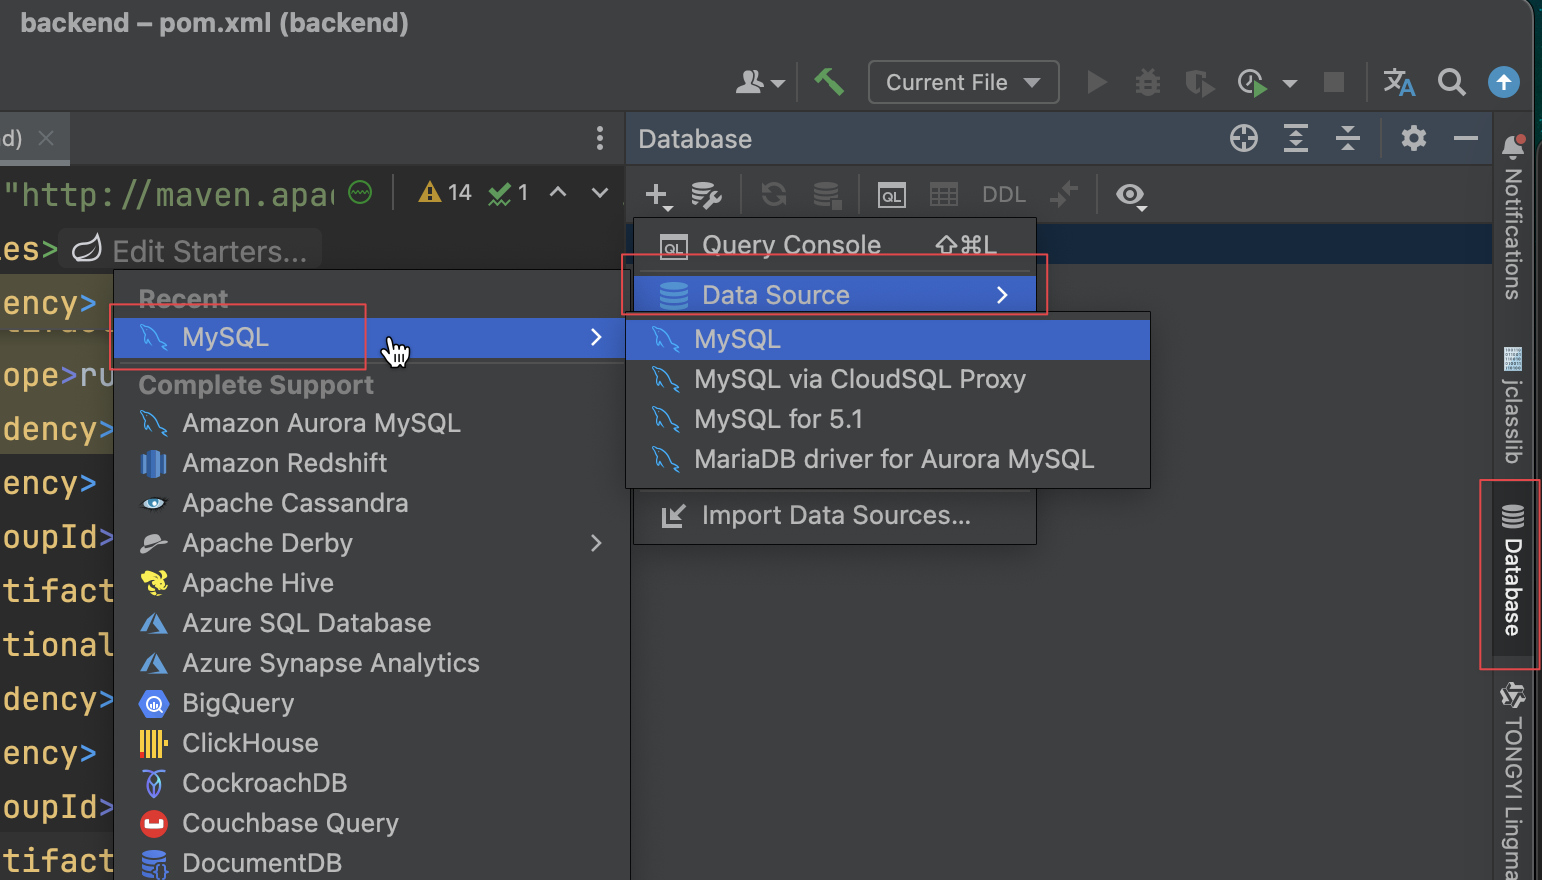 backend – pom.xml (backend)
Current File
d)
Database
"http://maven.apa
14
1
QL
DDL
es>
Edit Starters...
QL
Query Console
⇧⌘L
Recent
Data Source
ency>
MySQL
MySQL
Complete Support
MySQL via CloudSQL Proxy
ope>ru
Amazon Aurora MySQL
MySQL for 5.1
dency>
Amazon Redshift
MariaDB driver for Aurora MySQL
ency>
Apache Cassandra
Import Data Sources...
oupId>
Apache Derby
tifact
Apache Hive
Azure SQL Database
tional
Azure Synapse Analytics
dency>
BigQuery
ency>
ClickHouse
CockroachDB
oupId>
Couchbase Query
tifact
DocumentDB
Notifications
jclasslib
Database
TONGYI Lingma